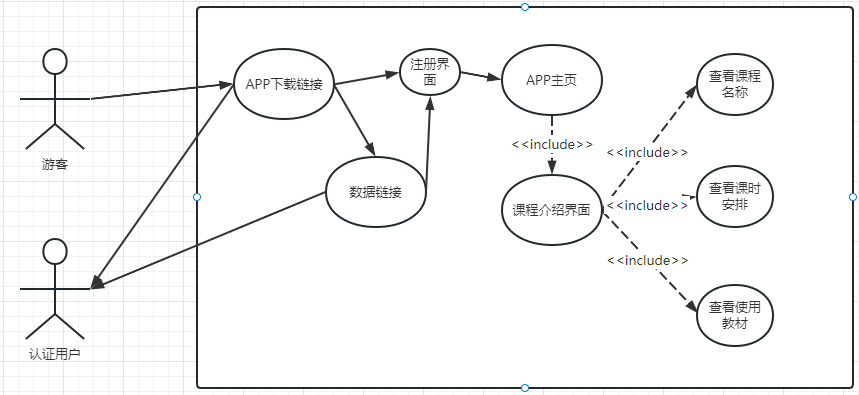 游客
认证用户
APP下载链接
注册界
面
数据链接
APP主页
<<include>>
课程介绍界面
<<include>>
<<include>>
<<include>>
查看课程
名称
查看课时
安排
查看使用
教材